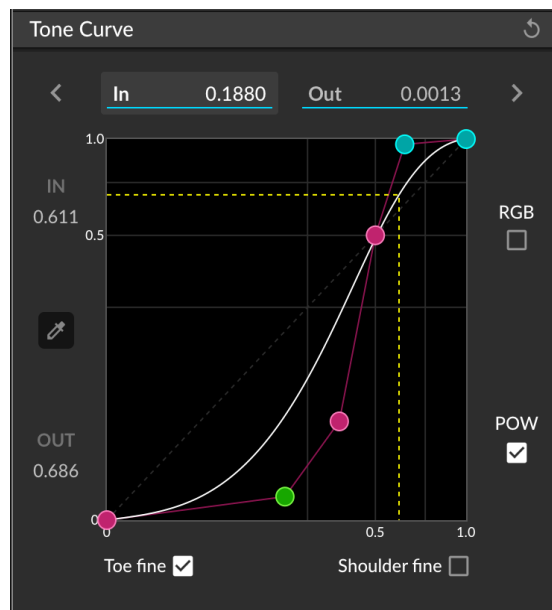 Tone Curve
In 0.1880 Out 0.0013
1.0
IN
0.611
RGB
0.5
OUT
0.686
POW
0
0 0.5 1.0
Toe fine Shoulder fine